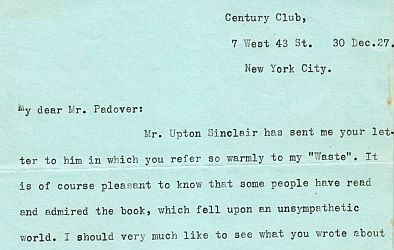 Century Club,
7 West 43 St. 30 Dec.27.
New York City.
My dear Mr. Padover:
Mr. Upton Sinclair has sent me your let-
ter to him in which you refer so warmly to my "Waste". It
is of course pleasant to know that some people have read
and admired the book, which fell upon an unsympathetic
world. I should very much like to see what you wrote about